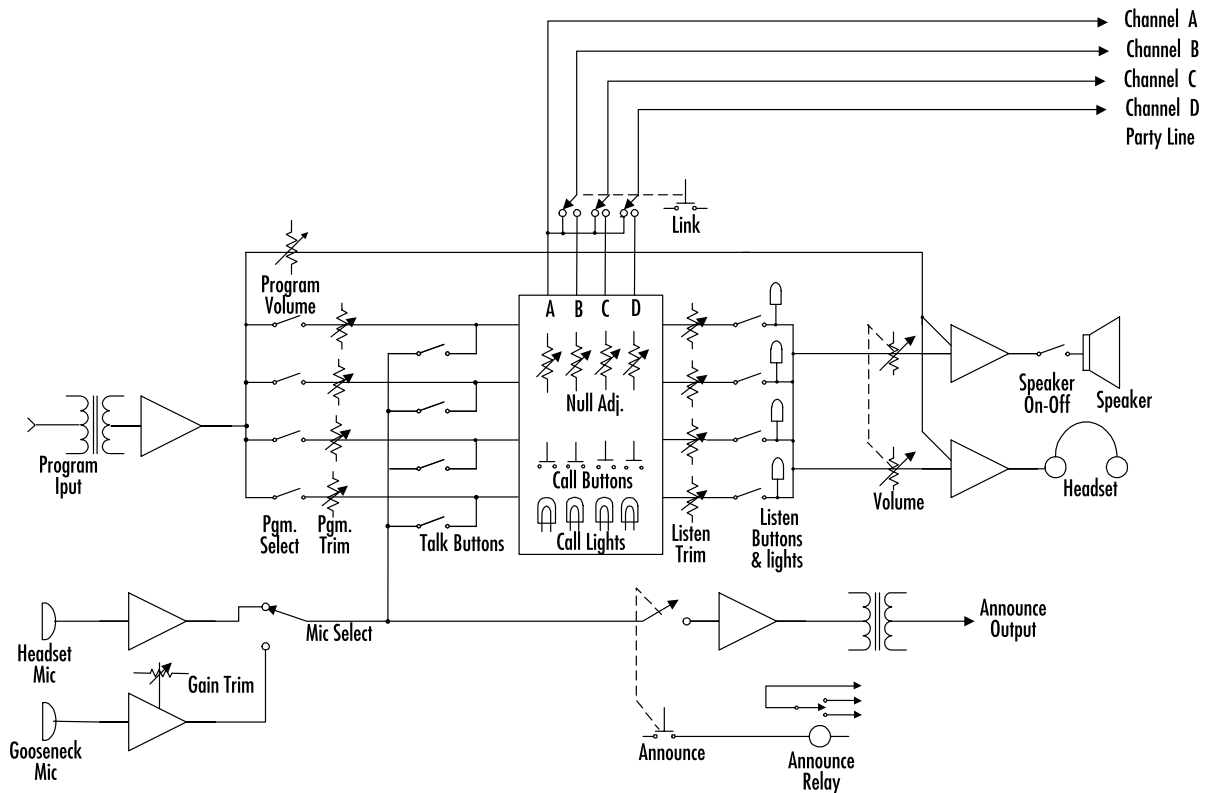 Channel A
Channel B
Channel C
Channel D
Party Line
Link
Program
Volume
A B C D
Null Adj.
Speaker
On-Off
Speaker
Program
Iput
Call Buttons
Volume
Headset
Pgm.
Select
Pgm.
Trim
Talk Buttons
Call Lights
Listen
Trim
Listen
Buttons
& lights
Headset
Mic
Mic Select
Announce
Output
Gain Trim
Gooseneck
Mic
Announce
Announce
Relay